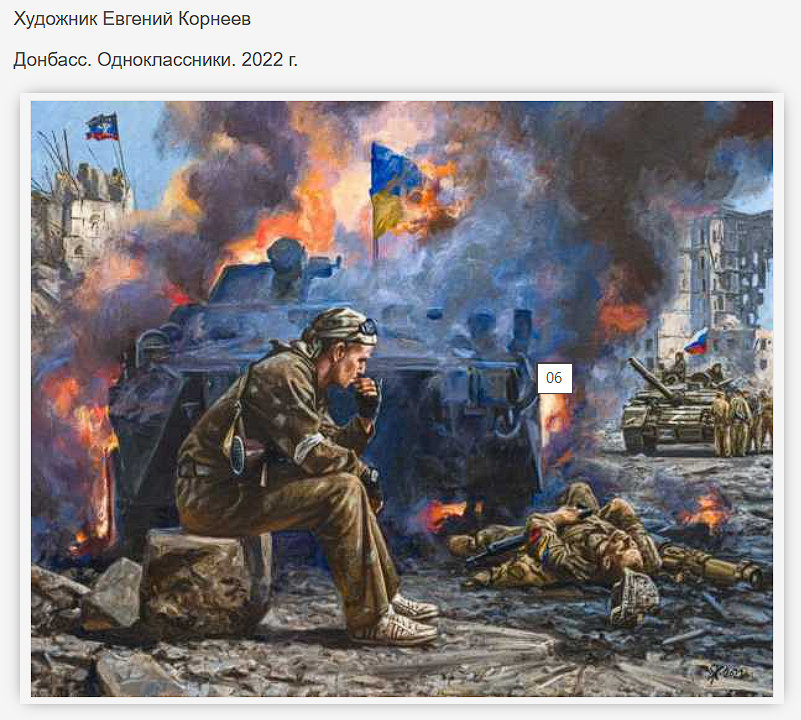 Художник Евгений Корнеев
Донбасс. Одноклассники. 2022 г.
06